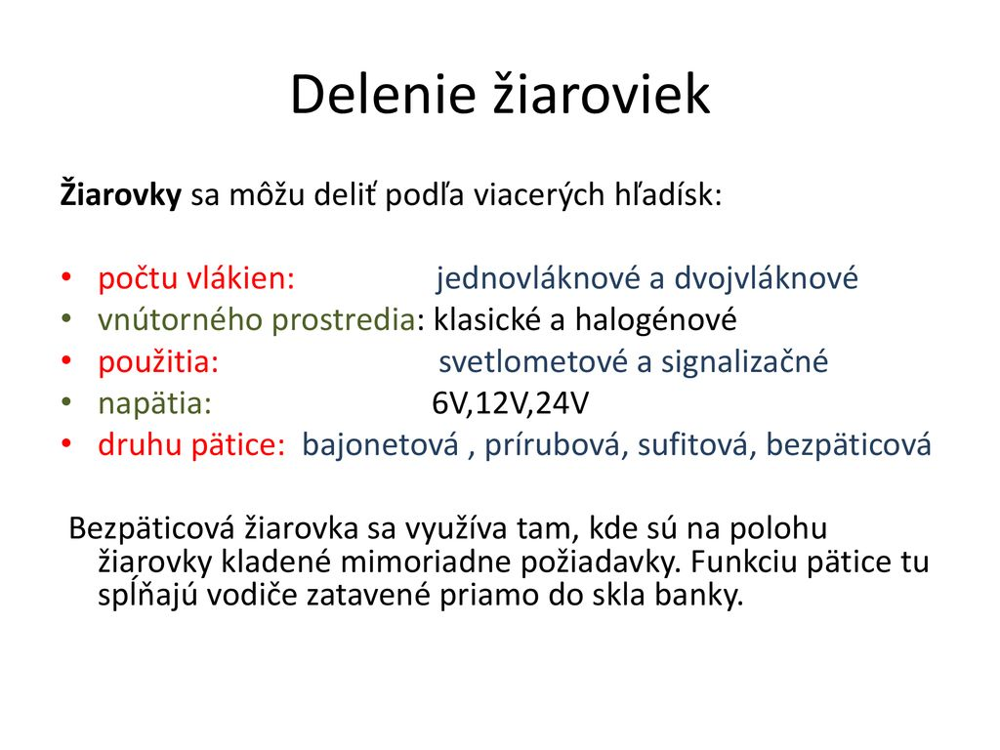 Delenie žiaroviek
Žiarovky sa môžu deliť podľa viacerých hľadísk:
• počtu vlákien: jednovláknové a dvojvláknové
• vnútorného prostredia: klasické a halogénové
• použitia: svetlometové a signalizačné
• napätia: 6V,12V,24V
• druhu pätice: bajonetová , prírubová, sufitová, bezpäticová
Bezpäticová žiarovka sa využíva tam, kde sú na polohu
žiarovky kladené mimoriadne požiadavky. Funkciu pätice tu
spĺňajú vodiče zatavené priamo do skla banky.